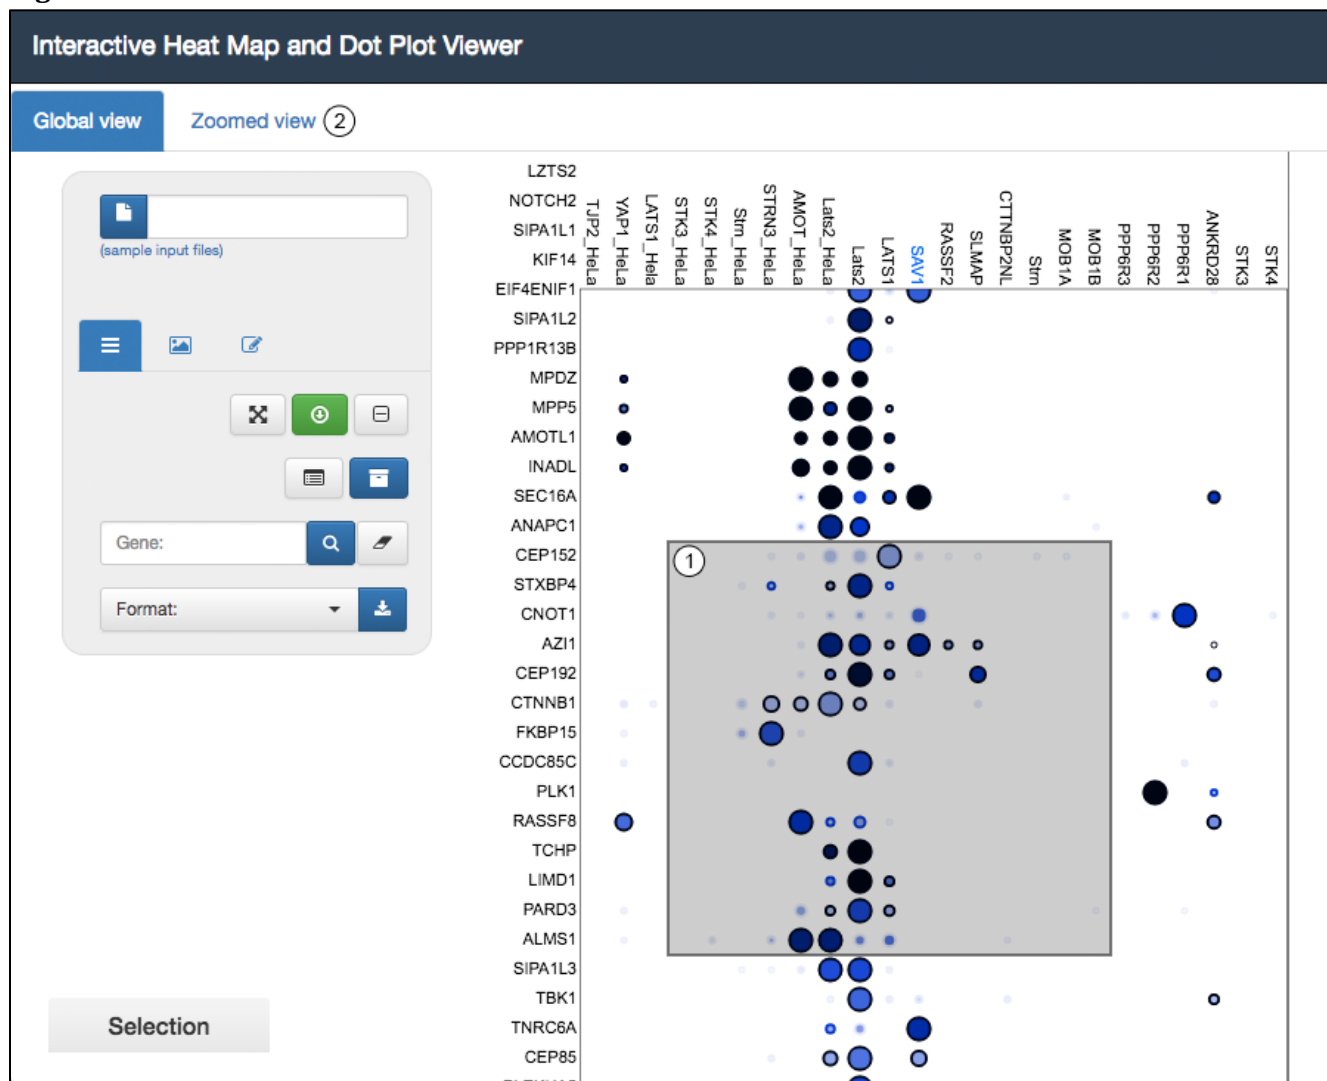 Interactive Heat Map and Dot Plot Viewer
Global view
Zoomed view 2
(sample input files)
Gene:
Format:
Selection
TJP2_HeLa
YAP1_HeLa
LATS1_Hela
STK3_HeLa
STK4_HeLa
Strn_HeLa
STRN3_HeLa
AMOT_HeLa
Lats2_HeLa
Lats2
LATS1
SAV1
RASSF2
SLMAP
CTTNBP2NL
Strn
MOB1A
MOB1B
PPP6R3
PPP6R2
PPP6R1
ANKRD28
STK3
STK4
LZTS2
NOTCH2
SIPA1L1
KIF14
EIF4ENIF1
SIPA1L2
PPP1R13B
MPDZ
MPP5
AMOTL1
INADL
SEC16A
ANAPC1
CEP152
1
STXBP4
CNOT1
AZI1
CEP192
CTNNB1
FKBP15
CCDC85C
PLK1
RASSF8
TCHP
LIMD1
PARD3
ALMS1
SIPA1L3
TBK1
TNRC6A
CEP85